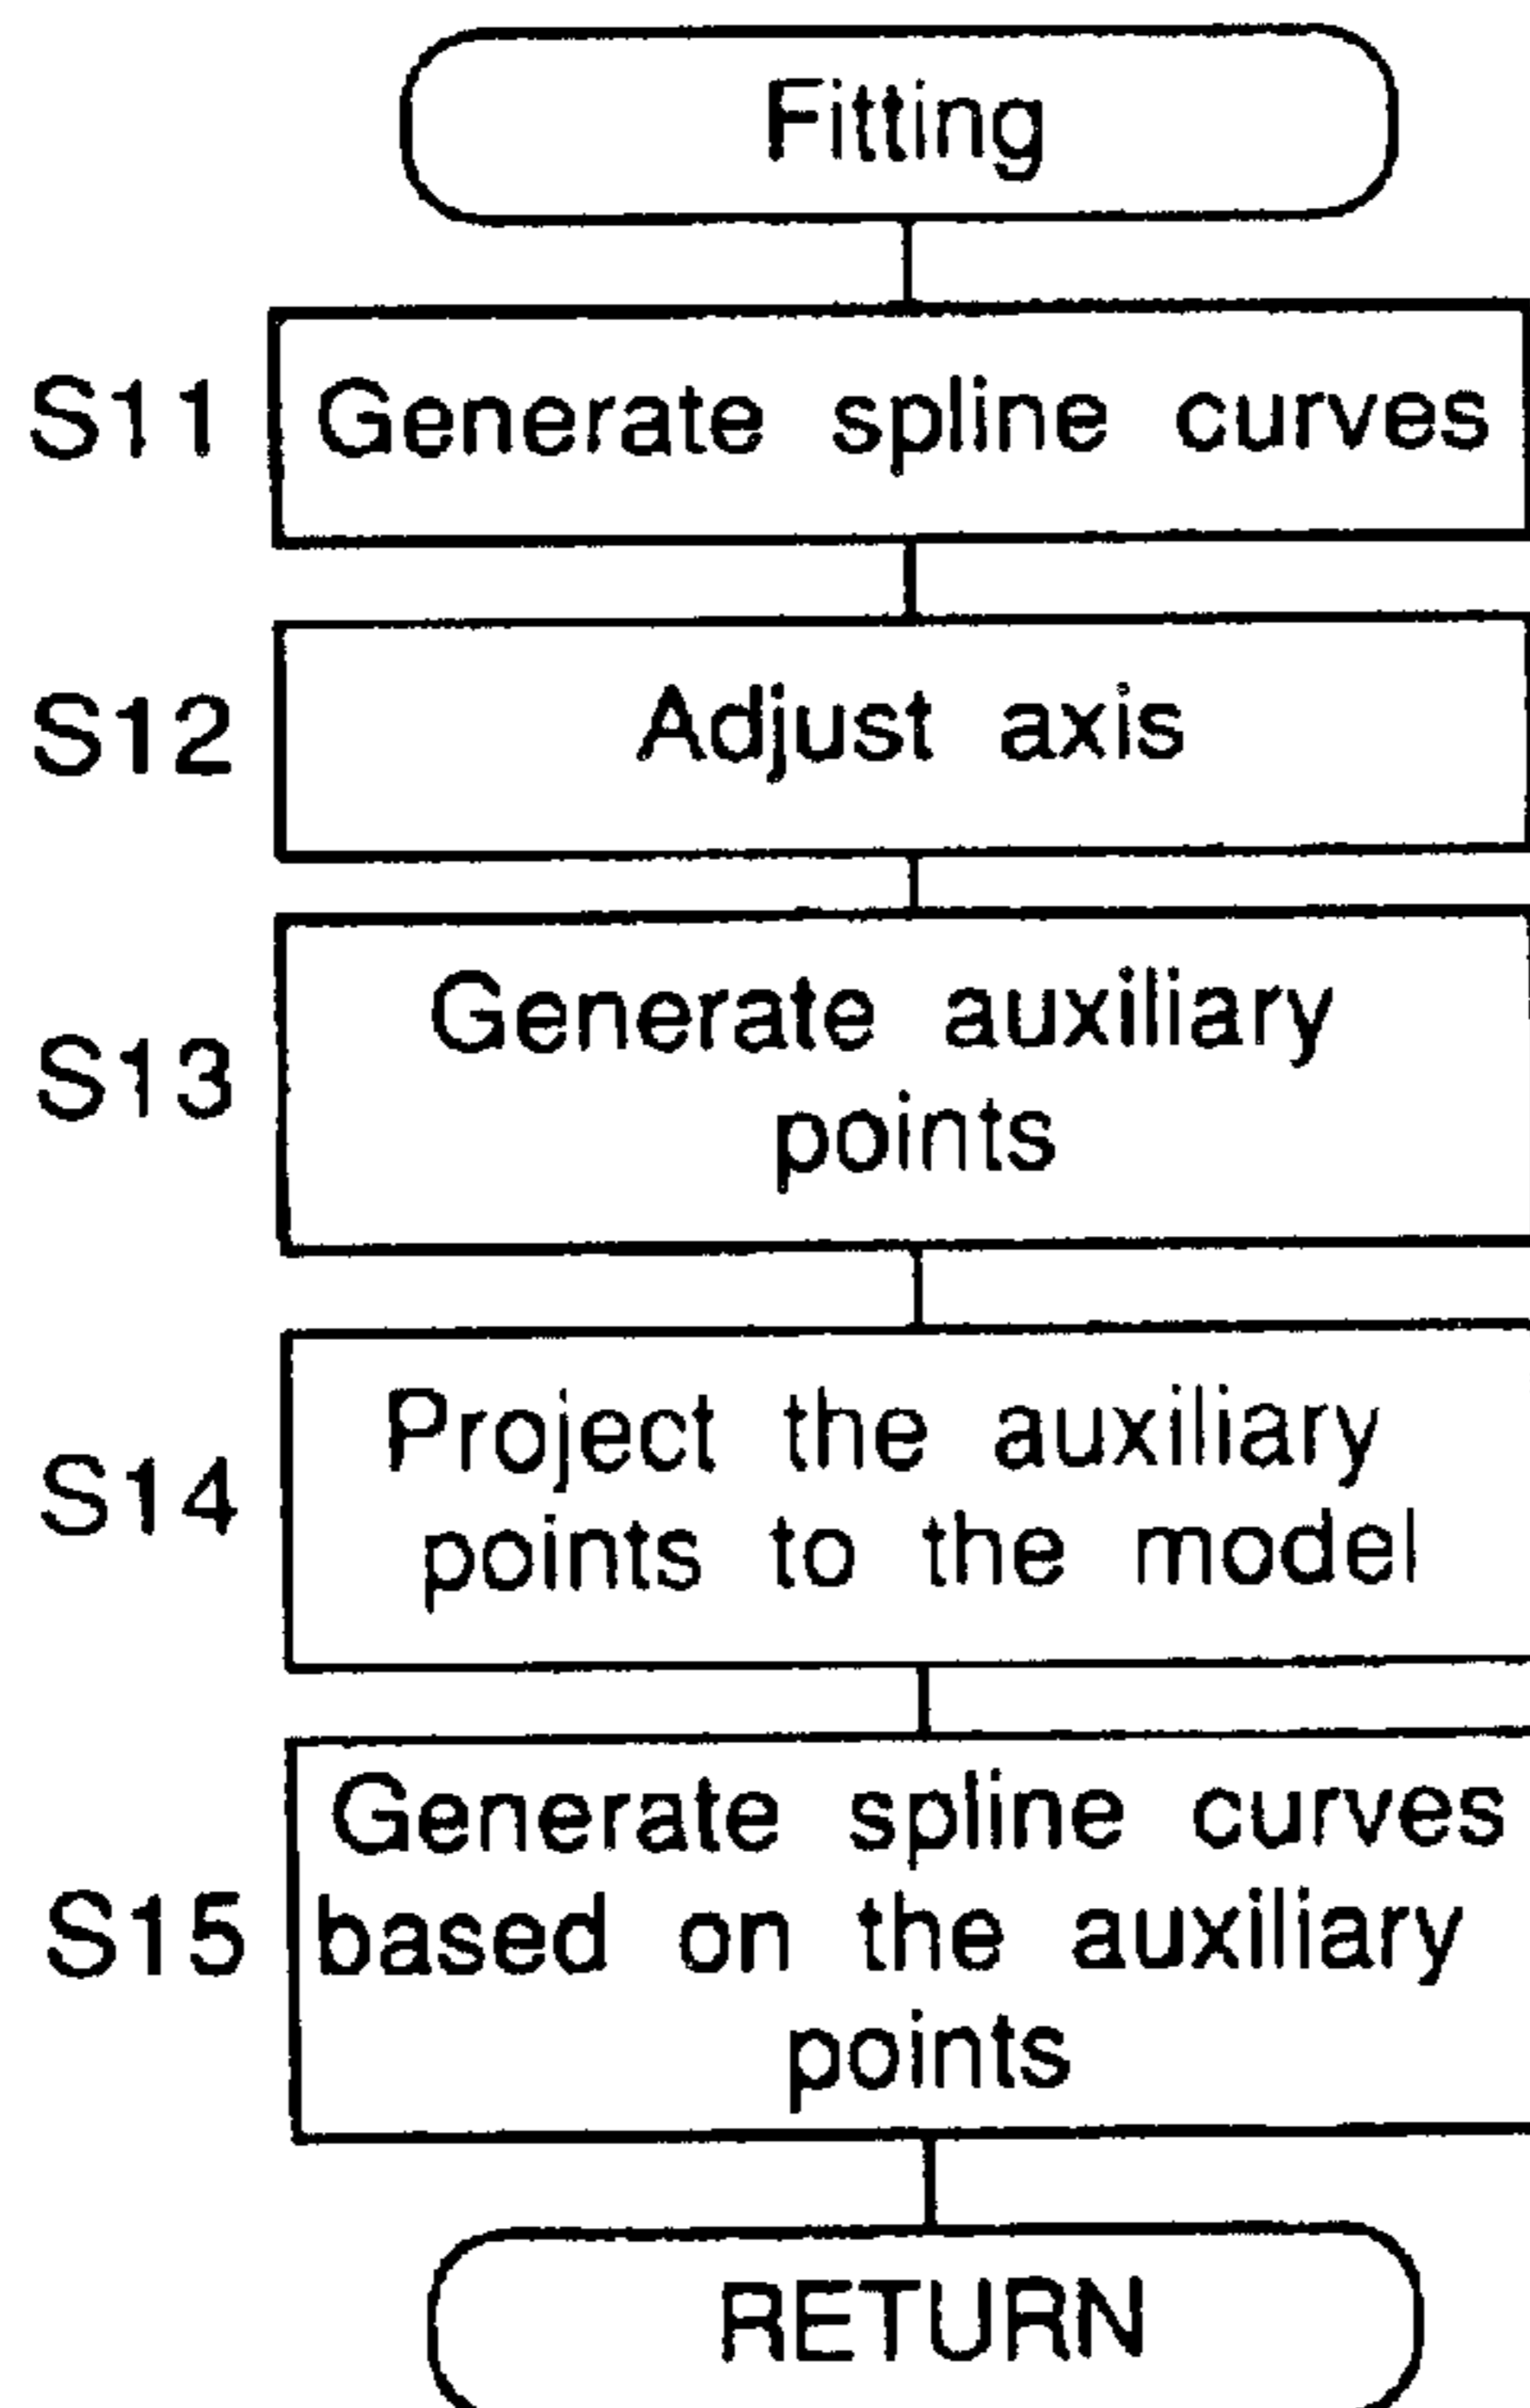 Fitting
S11 Generate spline curves
S12 Adjust axis
Generate auxiliary
S13
points
Project the auxiliary
S14
points to the model
Generate spline curves
S15 based on the auxiliary
points
RETURN